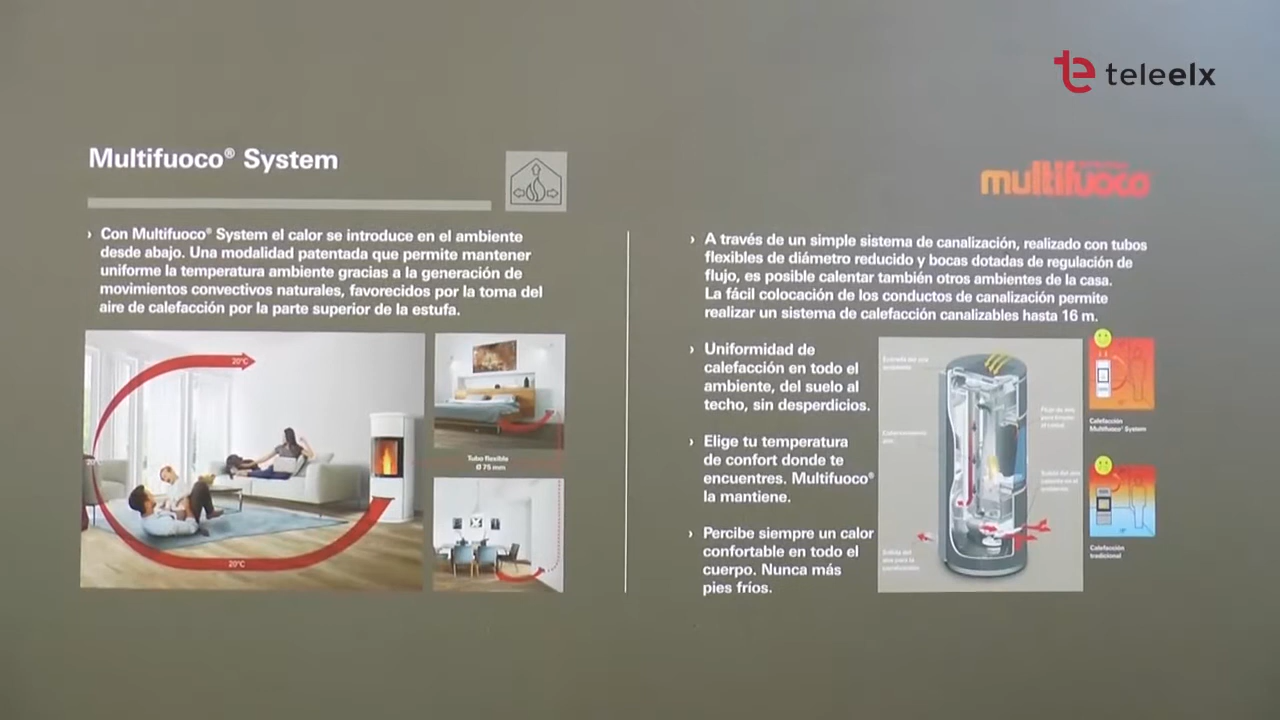 teleelx
Multifuoco® System
multifuoco
› Con Multifuoco® System el calor se introduce en el ambiente
desde abajo. Una modalidad patentada que permite mantener
uniforme la temperatura ambiente gracias a la generación de
movimientos convectivos naturales, favorecidos por la toma del
aire de calefacción por la parte superior de la estufa.
20°C
20°C
20°C
Tubo flexible
Ø 75 mm
› A través de un simple sistema de canalización, realizado con tubos
flexibles de diámetro reducido y bocas dotadas de regulación de
flujo, es posible calentar también otros ambientes de la casa.
La fácil colocación de los conductos de canalización permite
realizar un sistema de calefacción canalizables hasta 16 m.
› Uniformidad de
calefacción en todo el
ambiente, del suelo al
techo, sin desperdicios.
› Elige tu temperatura
de confort donde te
encuentres. Multifuoco®
la mantiene.
› Percibe siempre un calor
confortable en todo el
cuerpo. Nunca más
pies fríos.
Calefacción
Multifuoco® System
Calefacción
tradicional